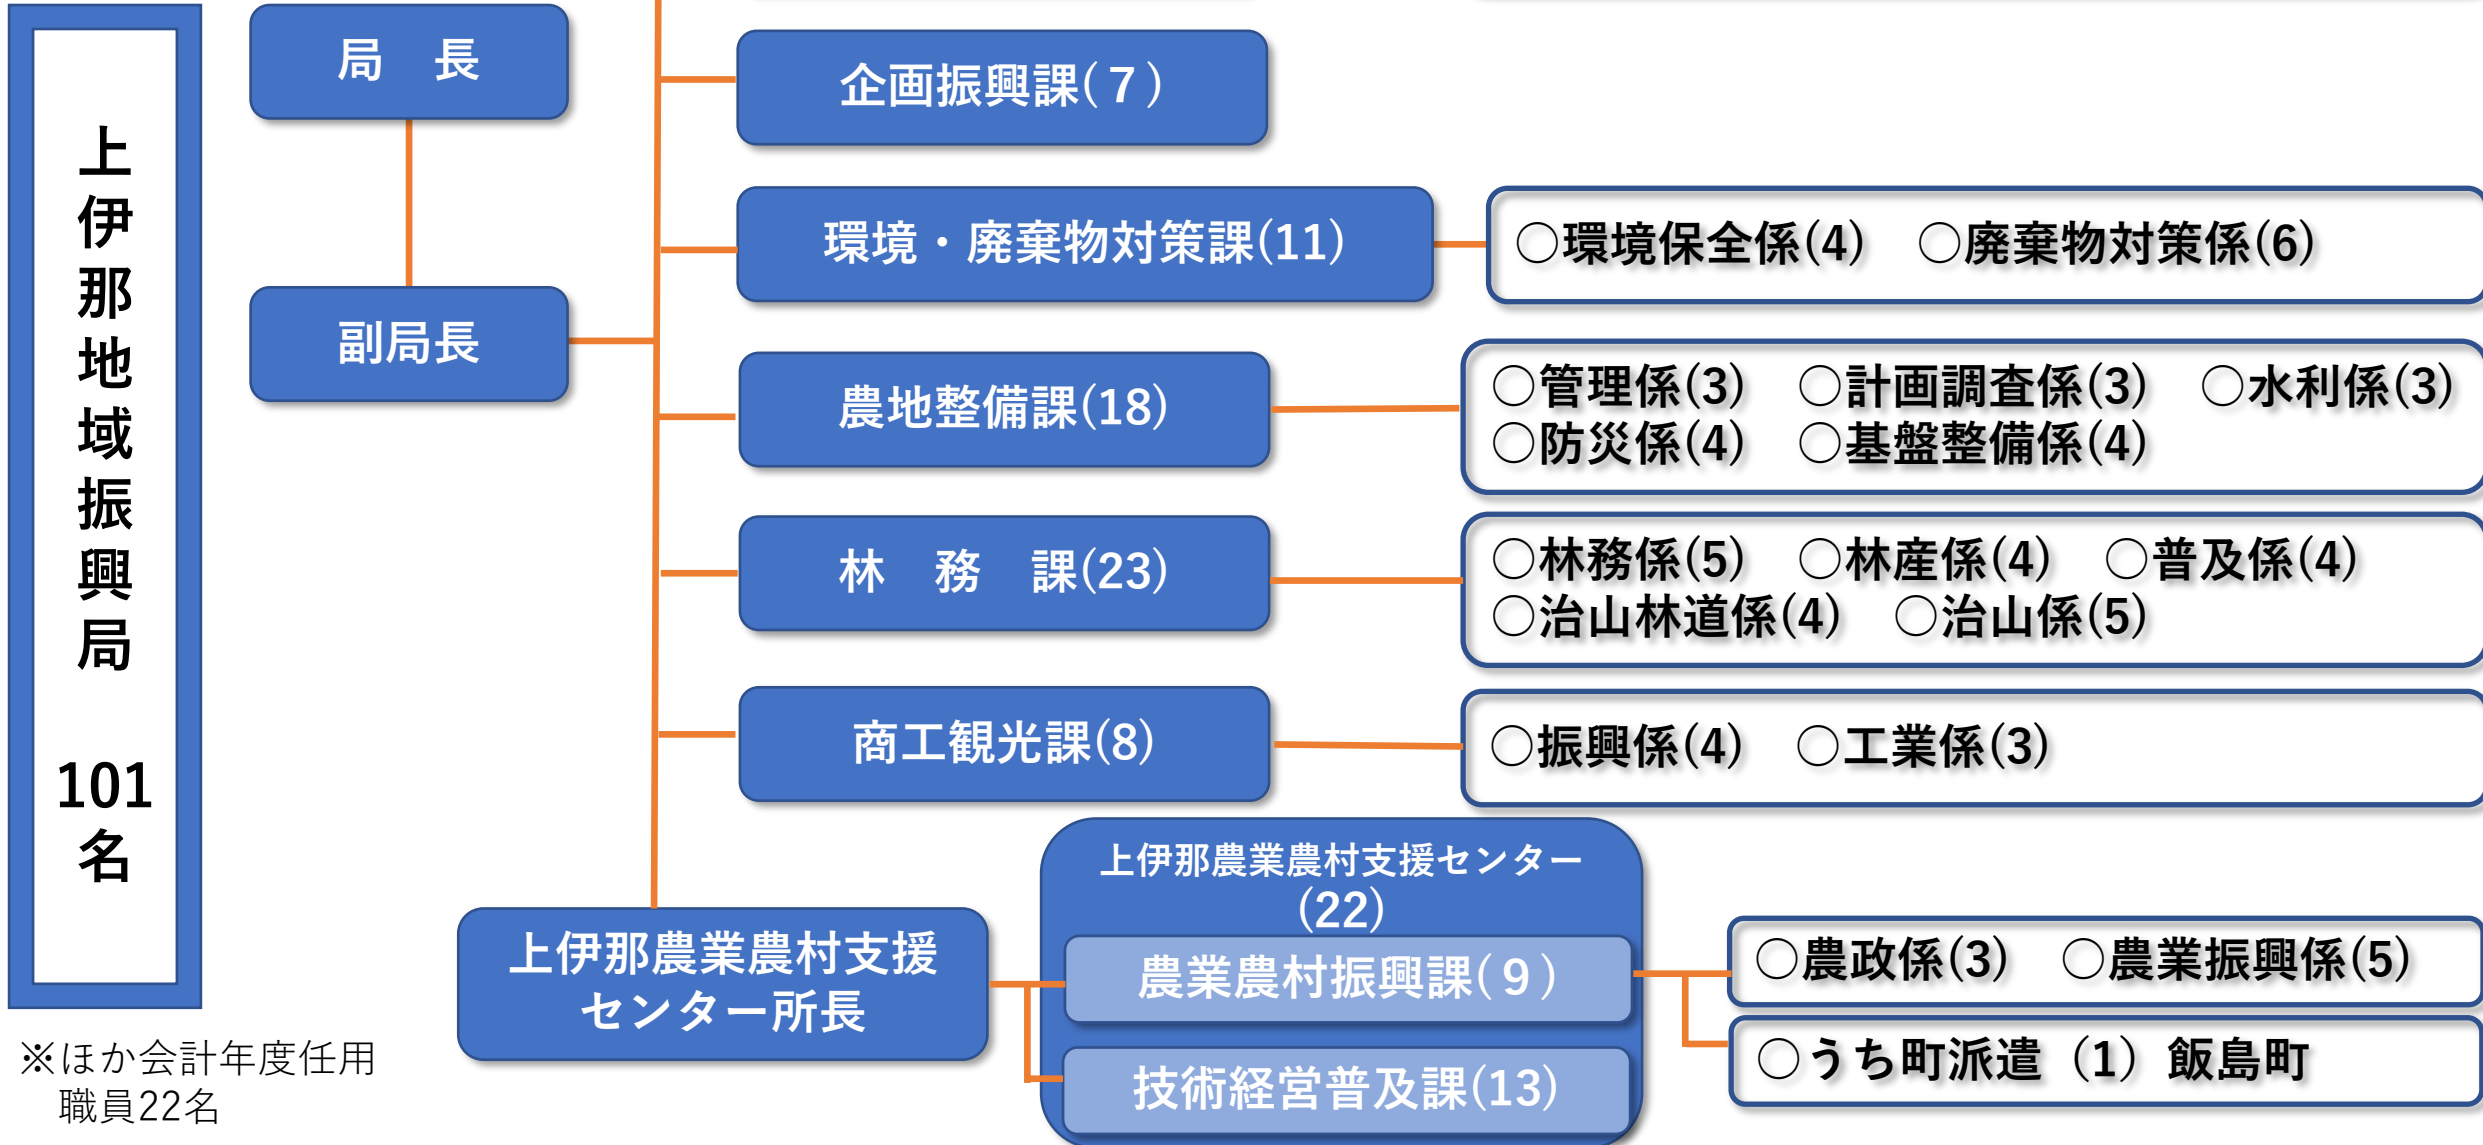 上伊那地域振興局　101名
※ほか会計年度任用
職員22名
局　長
副局長
企画振興課(７)
環境・廃棄物対策課(11)
○環境保全係(4)　○廃棄物対策係(6)
農地整備課(18)
○管理係(3)　○計画調査係(3)　○水利係(3)
○防災係(4)　○基盤整備係(4)
林　務　課(23)
○林務係(5)　○林産係(4)　○普及係(4)
○治山林道係(4)　○治山係(5)
商工観光課(8)
○振興係(4)　○工業係(3)
上伊那農業農村支援
センター所長
上伊那農業農村支援センター
(22)
農業農村振興課(９)
○農政係(3)　○農業振興係(5)
○うち町派遣（1）飯島町
技術経営普及課(13)